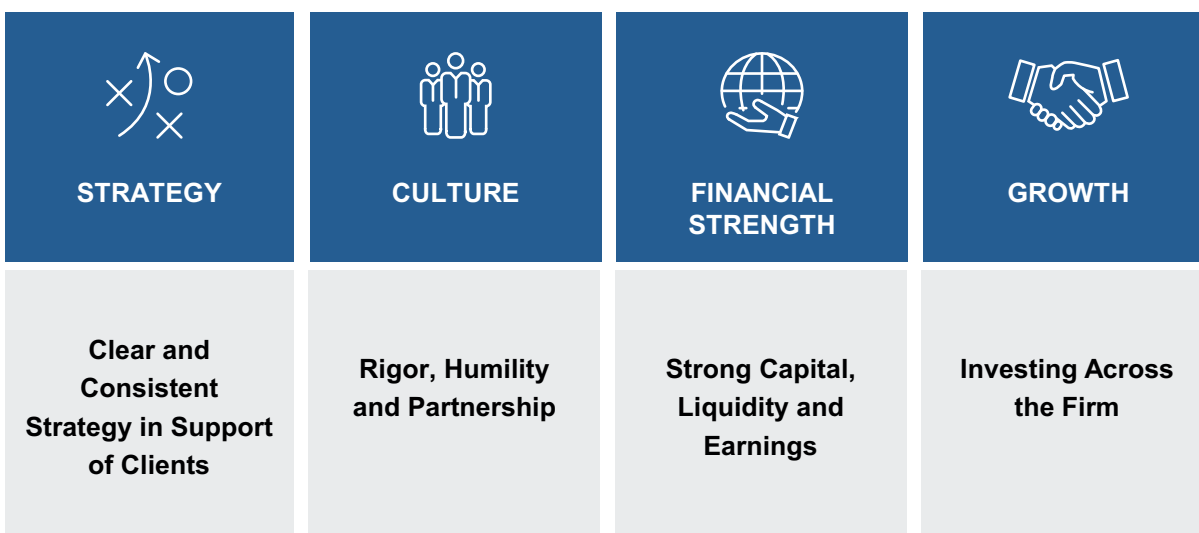 STRATEGY
CULTURE
FINANCIAL
STRENGTH
GROWTH
Clear and
Consistent
Strategy in Support
of Clients
Rigor, Humility
and Partnership
Strong Capital,
Liquidity and
Earnings
Investing Across
the Firm